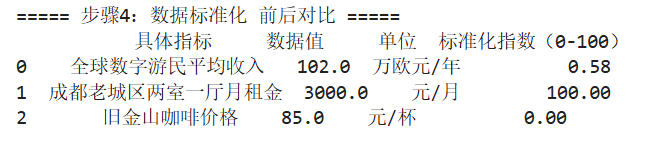 ===== 步骤4: 数据标准化 前后对比 =====
具体指标 数据值 单位 标准化指数（0-100）
0 全球数字游民平均收入 102.0 万欧元/年 0.58
1 成都老城区两室一厅月租金 3000.0 元/月 100.00
2 旧金山咖啡价格 85.0 元/杯 0.00